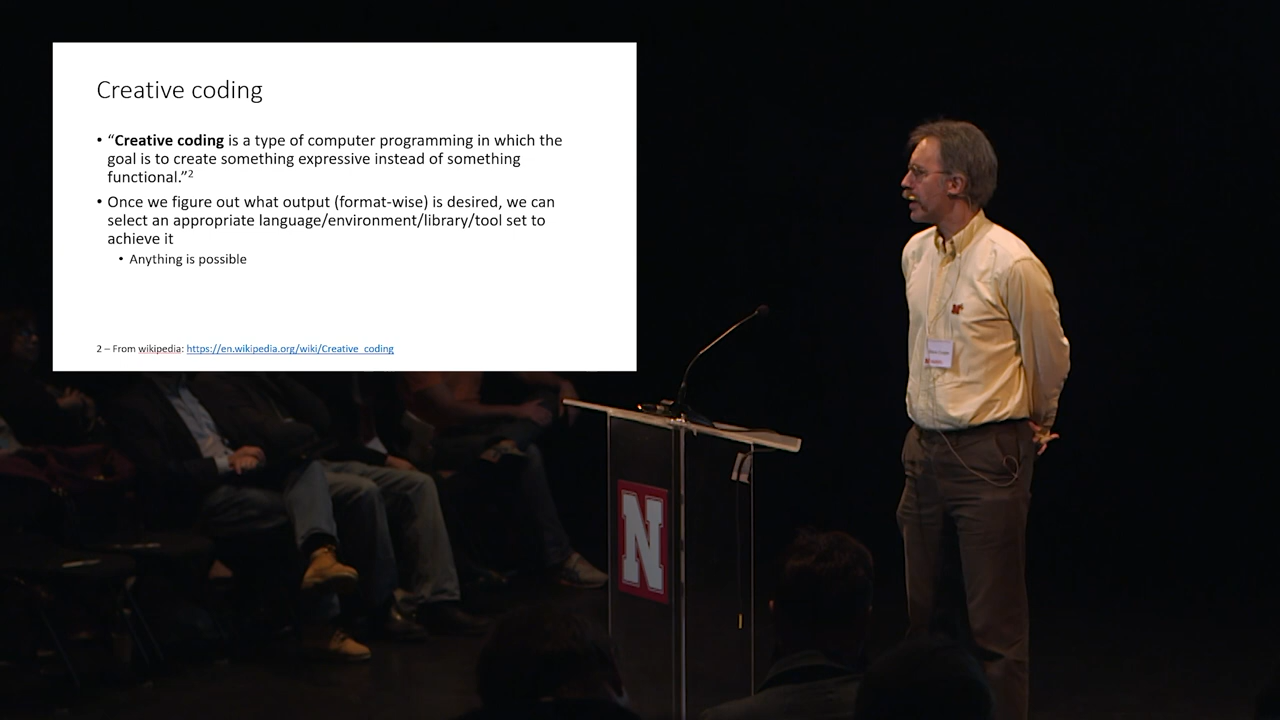 Creative coding
• “Creative coding is a type of computer programming in which the
goal is to create something expressive instead of something
functional.”2
• Once we figure out what output (format-wise) is desired, we can
select an appropriate language/environment/library/tool set to
achieve it
• Anything is possible
2 – From wikipedia: https://en.wikipedia.org/wiki/Creative_coding
N